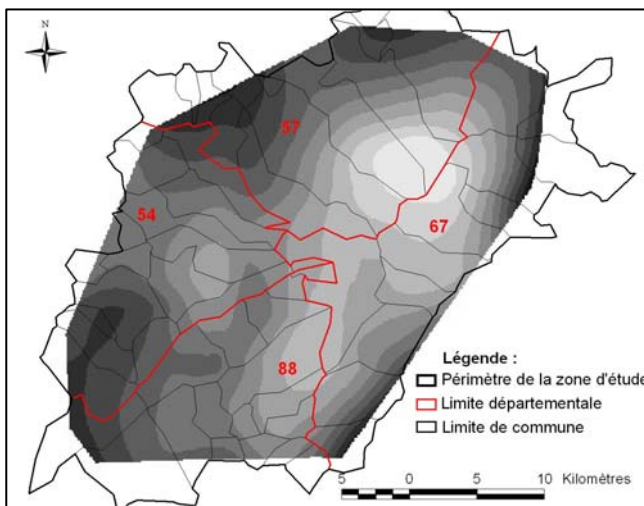 N
57
54
67
88
Légende :
Périmètre de la zone d'étude
Limite départementale
Limite de commune
5 0 5 10 Kilomètres